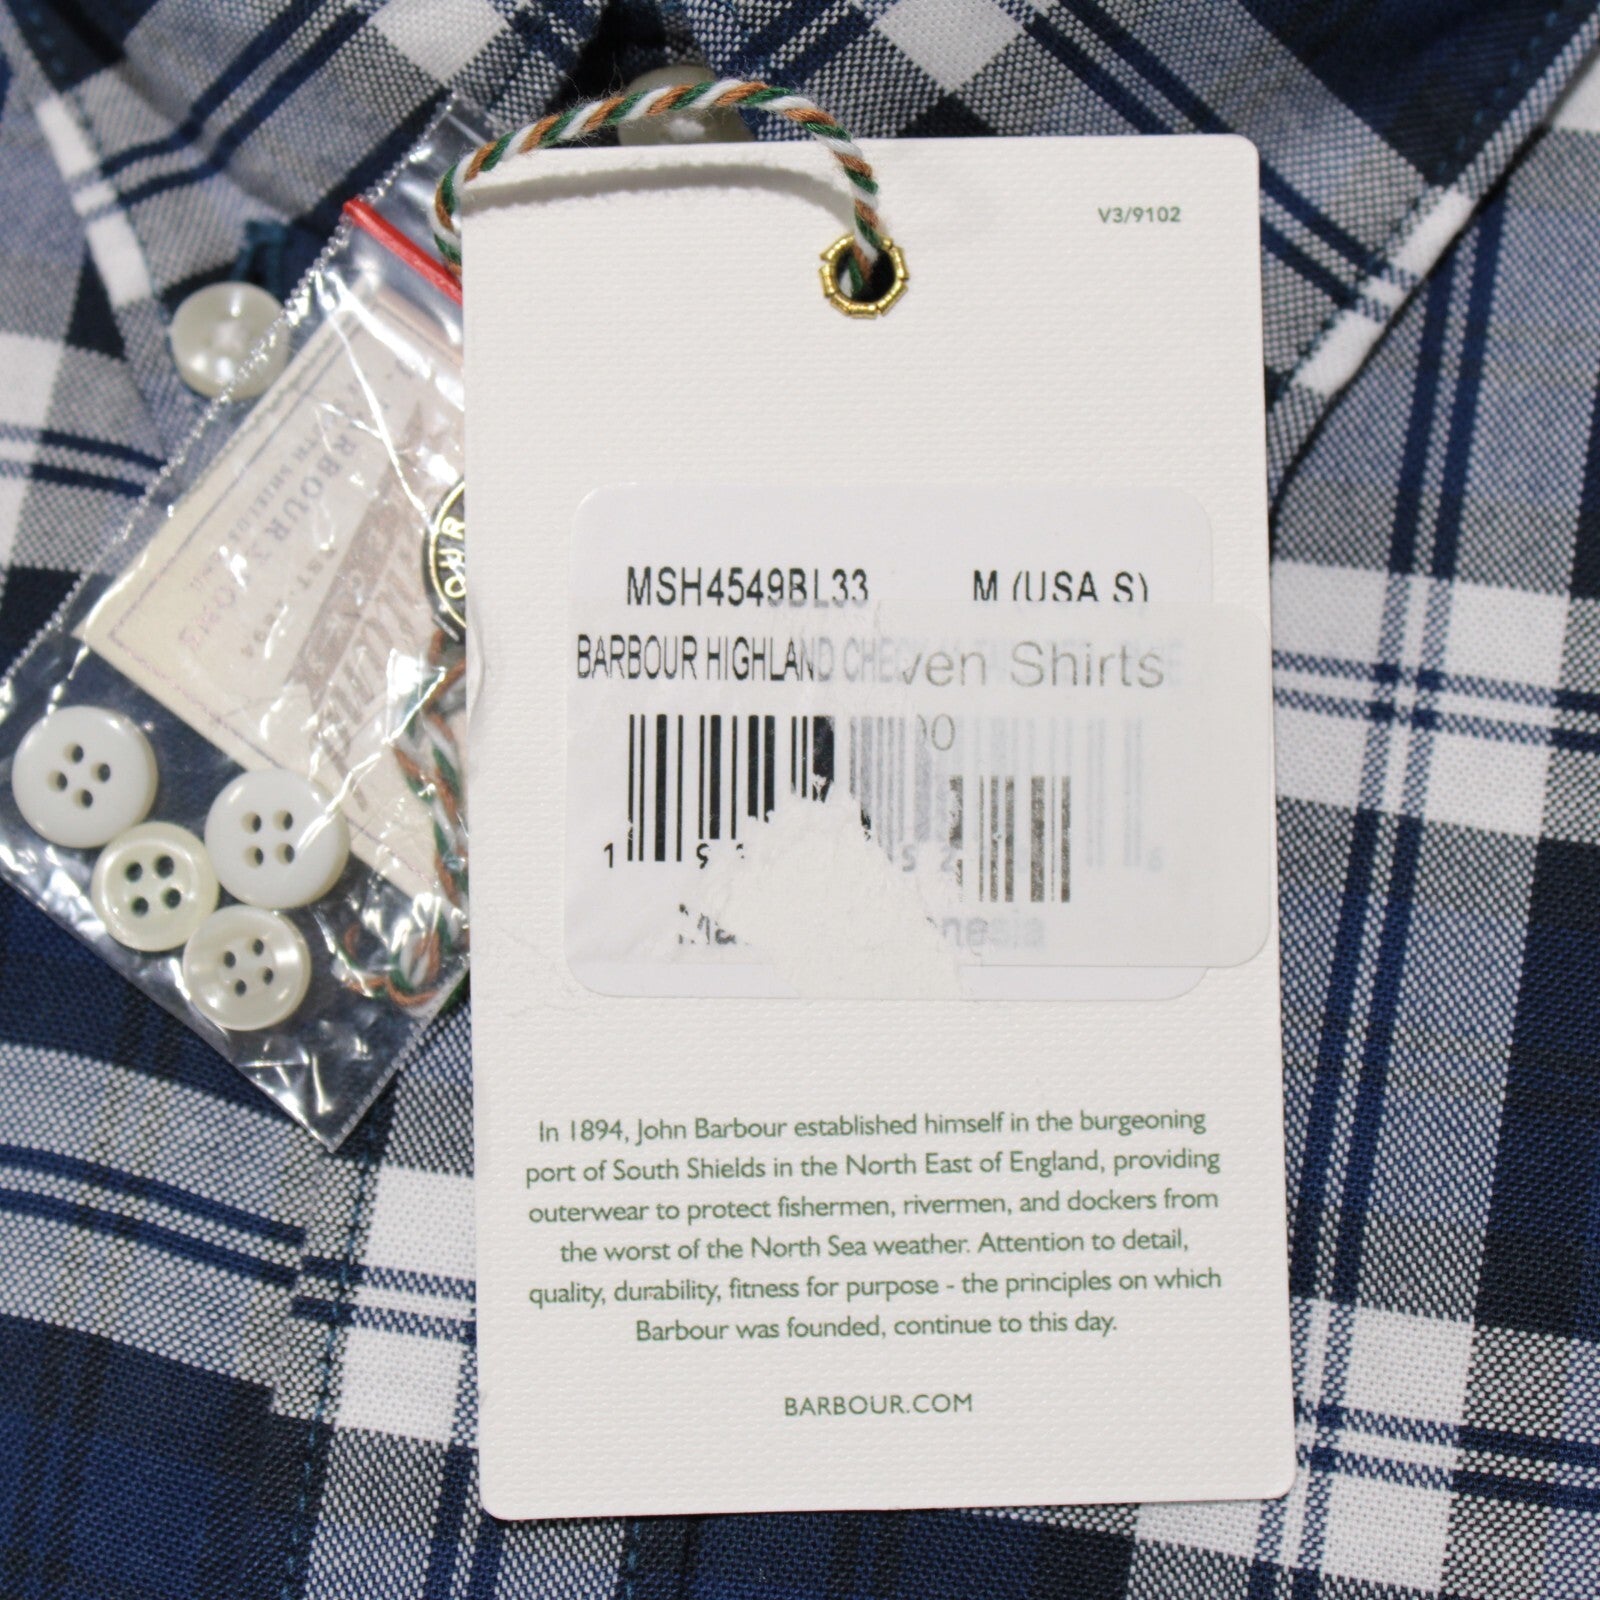 V3/9102
MSH4549BL33 M (USA S)
BARBOUR HIGHLAND CHECK
Shirts
In 1894, John Barbour established himself in the burgeoning
port of South Shields in the North East of England, providing
outerwear to protect fishermen, rivermen, and dockers from
the worst of the North Sea weather. Attention to detail,
quality, durability, fitness for purpose - the principles on which
Barbour was founded, continue to this day.
BARBOUR.COM